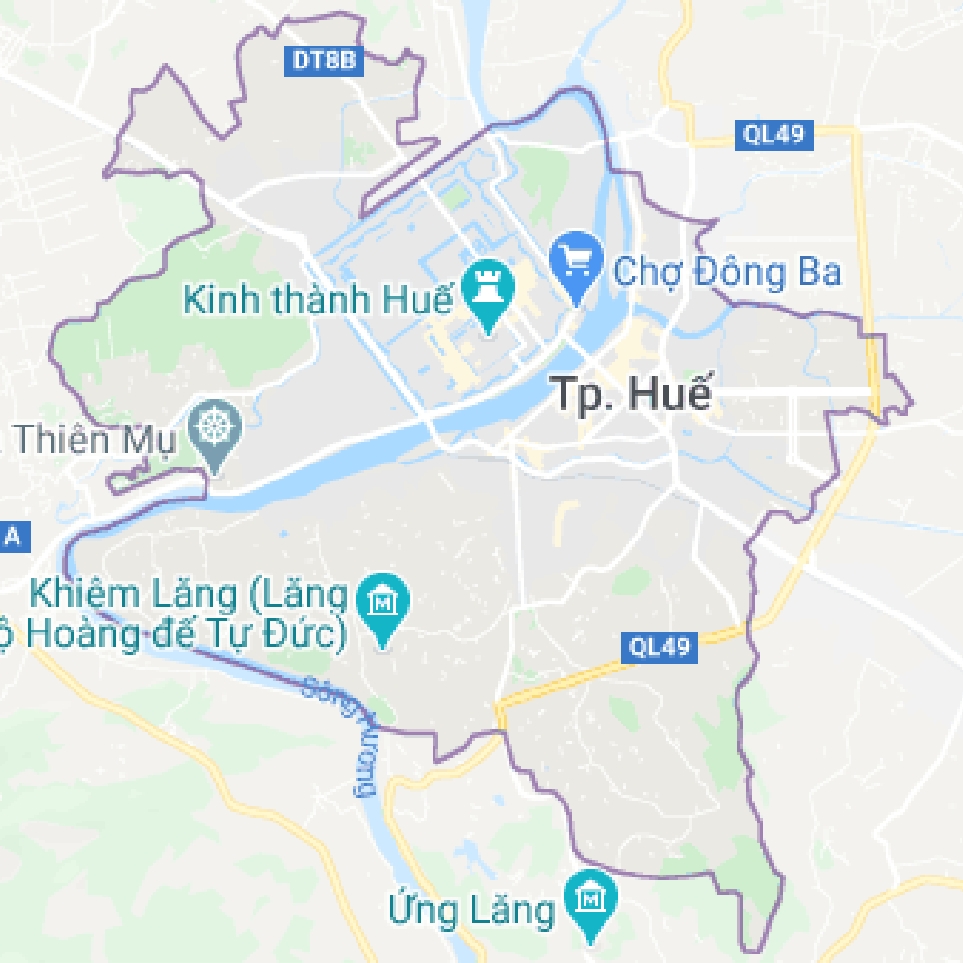 DT8B
QL49
Chợ Đông Ba
Kinh thành Huế
Tp. Huế
Thiên Mụ
A
Khiêm Lăng (Lăng
ộ Hoàng đế Tự Đức)
QL49
Sông Hương
Ứng Lăng